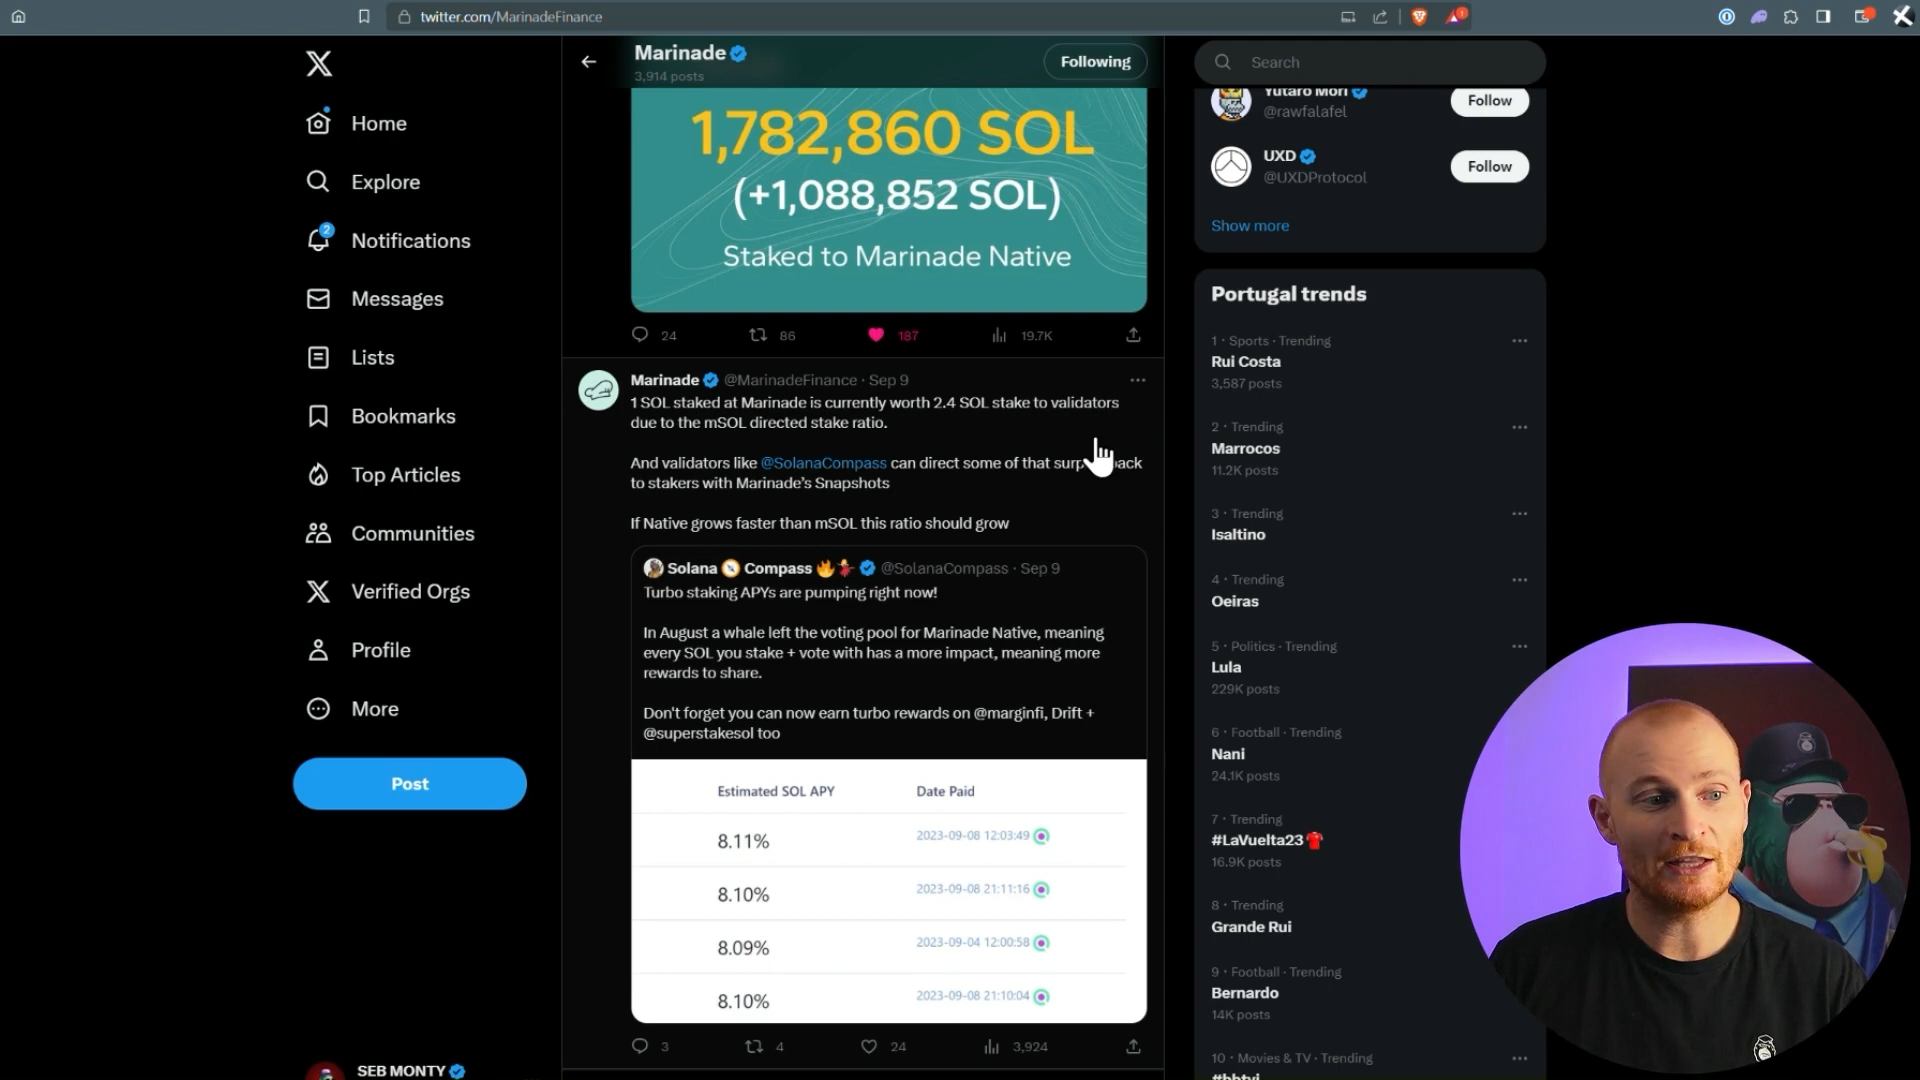 twitter.com/MarinadeFinance
1
Home
Explore
2
Notifications
Messages
Lists
Bookmarks
Top Articles
Communities
Verified Orgs
Profile
More
Post
SEB MONTY
Marinade
3,914 posts
Following
1,782,860 SOL
(+1,088,852 SOL)
Staked to Marinade Native
24 86 187 19.7K
Marinade @MarinadeFinance · Sep 9
1 SOL staked at Marinade is currently worth 2.4 SOL stake to validators
due to the mSOL directed stake ratio.
And validators like @SolanaCompass can direct some of that
to stakers with Marinade's Snapshots
If Native grows faster than mSOL this ratio should grow
Solana Compass @SolanaCompass · Sep 9
Turbo staking APYs are pumping right now!
In August a whale left the voting pool for Marinade Native, meaning
every SOL you stake + vote with has a more impact, meaning more
rewards to share.
Don't forget you can now earn turbo rewards on @marginfi, Drift +
@superstakesol too
Estimated SOL APY Date Paid
8.11% 2023-09-08 12:03:49
8.10% 2023-09-08 21:11:16
8.09% 2023-09-04 12:00:58
8.10% 2023-09-08 21:10:04
3 4 24 3,924
Search
Yutaro Mori
@rawfalafel
Follow
UXD
@UXDProtocol
Follow
Show more
Portugal trends
1 · Sports · Trending
Rui Costa
3,587 posts
2 · Trending
Marrocos
11.2K posts
3 · Trending
Isaltino
4 · Trending
Oeiras
5 · Politics · Trending
Lula
229K posts
6 · Football · Trending
Nani
24.1K posts
7 · Trending
#LaVuelta23
16.9K posts
8 · Trending
Grande Rui
9 · Football · Trending
Bernardo
14K posts
10 · Movies & TV · Trending